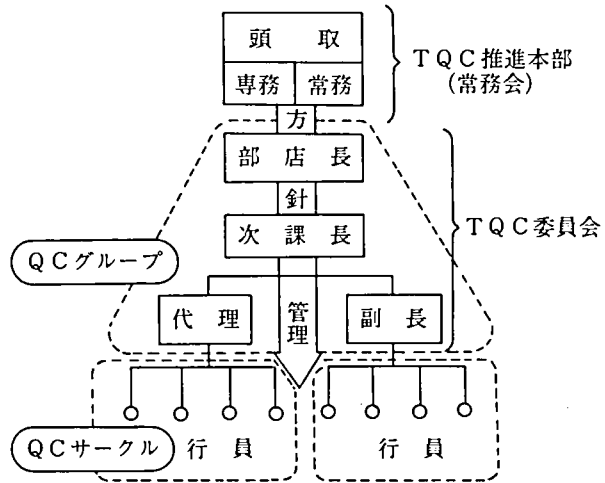 頭取
専務 常務
TQC推進本部
(常務会)
方
部店長
針
次課長
TQC委員会
QCグループ
代理
管理
副長
QCサークル
行員
行員